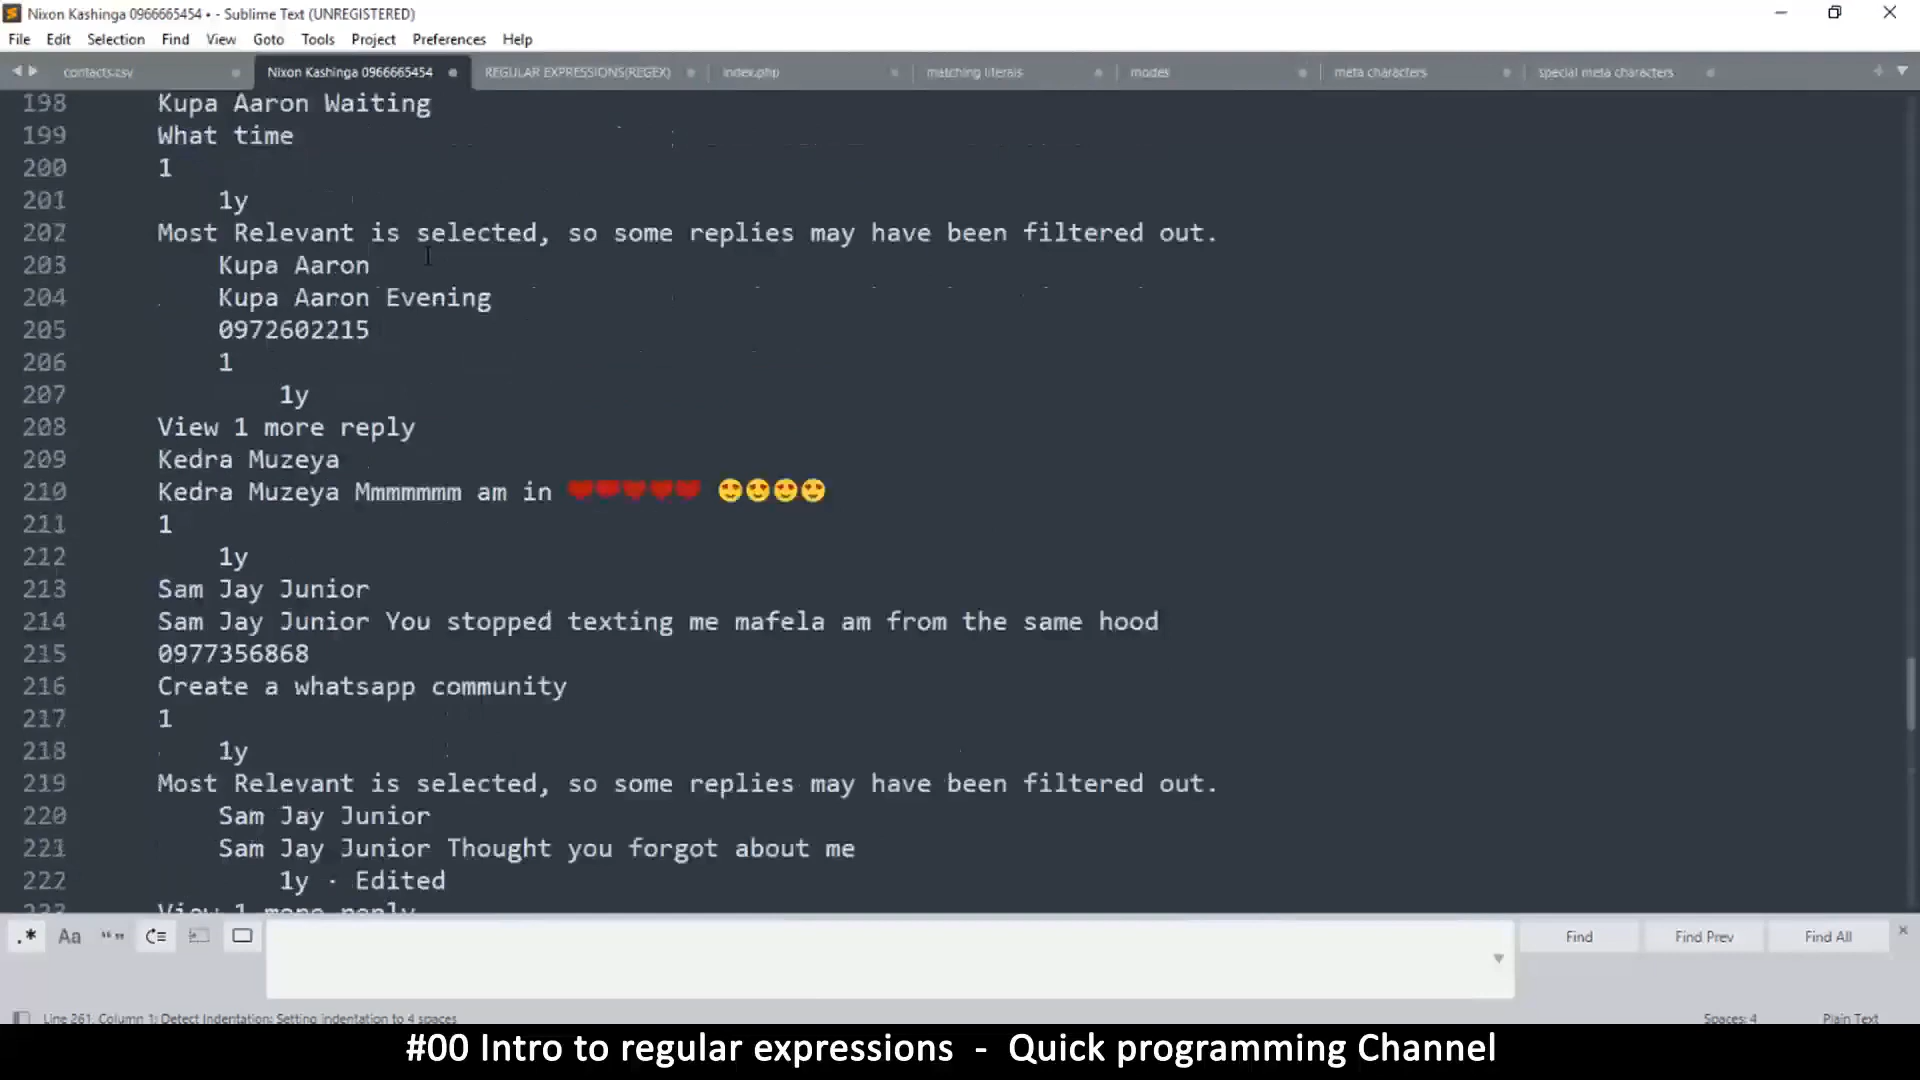 Nixon Kashinga 0966665454 • - Sublime Text (UNREGISTERED)
File Edit Selection Find View Goto Tools Project Preferences Help
contacts.csv Nixon Kashinga 0966665454 REGULAR EXPRESSIONS(REGEX) index.php matching literals modes meta characters special meta characters
198 Kupa Aaron Waiting
199 What time
200 1
201 1y
202 Most Relevant is selected, so some replies may have been filtered out.
203 Kupa Aaron
204 Kupa Aaron Evening
205 0972602215
206 1
207 1y
208 View 1 more reply
209 Kedra Muzeya
210 Kedra Muzeya Mmmmmmm am in ❤❤❤❤❤ 😍😍😍😍
211 1
212 1y
213 Sam Jay Junior
214 Sam Jay Junior You stopped texting me mafela am from the same hood
215 0977356868
216 Create a whatsapp community
217 1
218 1y
219 Most Relevant is selected, so some replies may have been filtered out.
220 Sam Jay Junior
221 Sam Jay Junior Thought you forgot about me
222 1y · Edited
223 View 1 more reply
.* Aa “” Find Find Prev Find All
Line 261, Column 1; Detect Indentation: Setting indentation to 4 spaces Spaces: 4 Plain Text
#00 Intro to regular expressions - Quick programming Channel